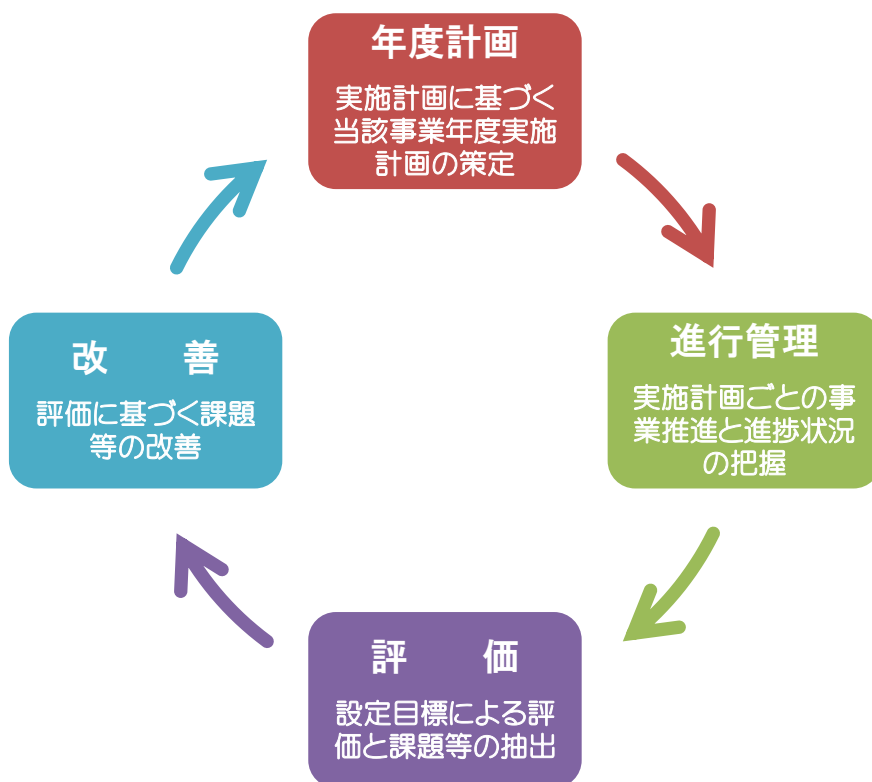 年度計画
実施計画に基づく
当該事業年度実施
計画の策定
進行管理
実施計画ごとの事
業推進と進捗状況
の把握
評　　価
設定目標による評
価と課題等の抽出
改　　善
評価に基づく課題
等の改善